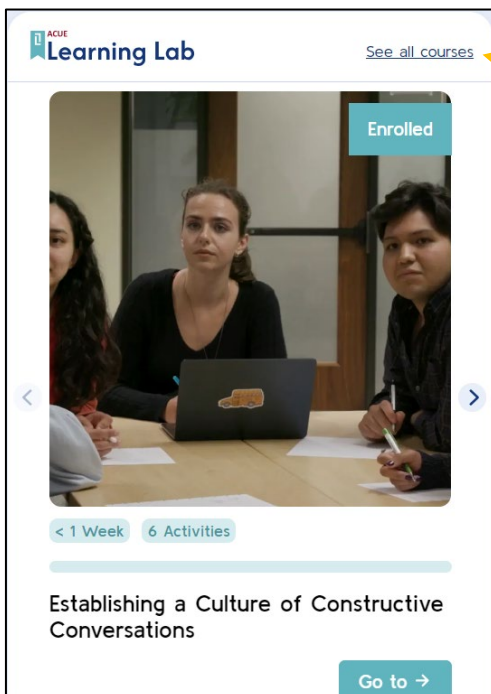 ACUE
Learning Lab
See all courses
Enrolled
< 1 Week
6 Activities
Establishing a Culture of Constructive
Conversations
Go to →